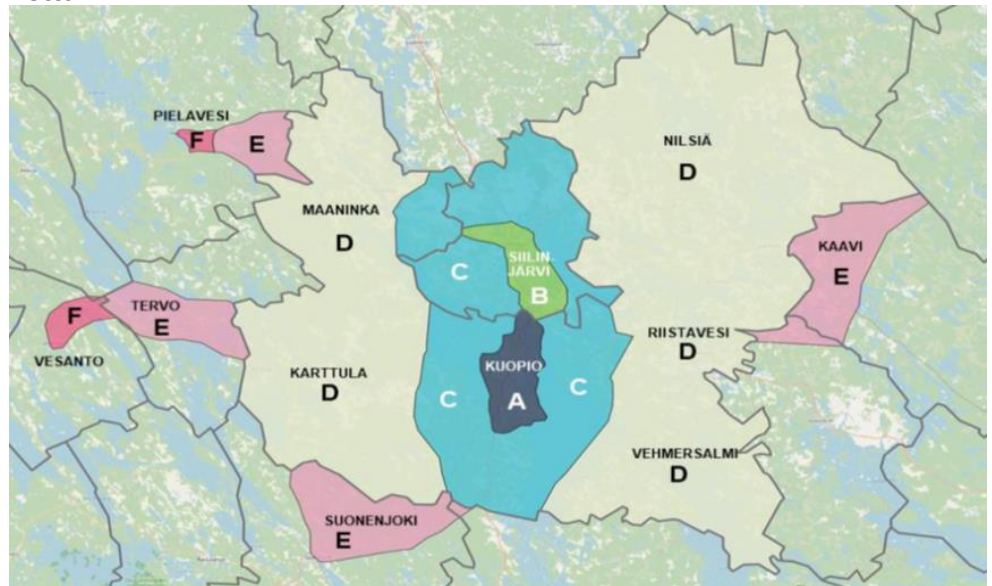 PIELAVESI
F
E
NILSIÄ
D
MAANINKA
D
C
SIILIN-
JÄRVI
B
KAAVI
E
F
TERVO
E
VESANTO
RIISTAVESI
D
KUOPIO
A
KARTTULA
D
C
C
VEHMERSALMI
D
SUONENJOKI
E